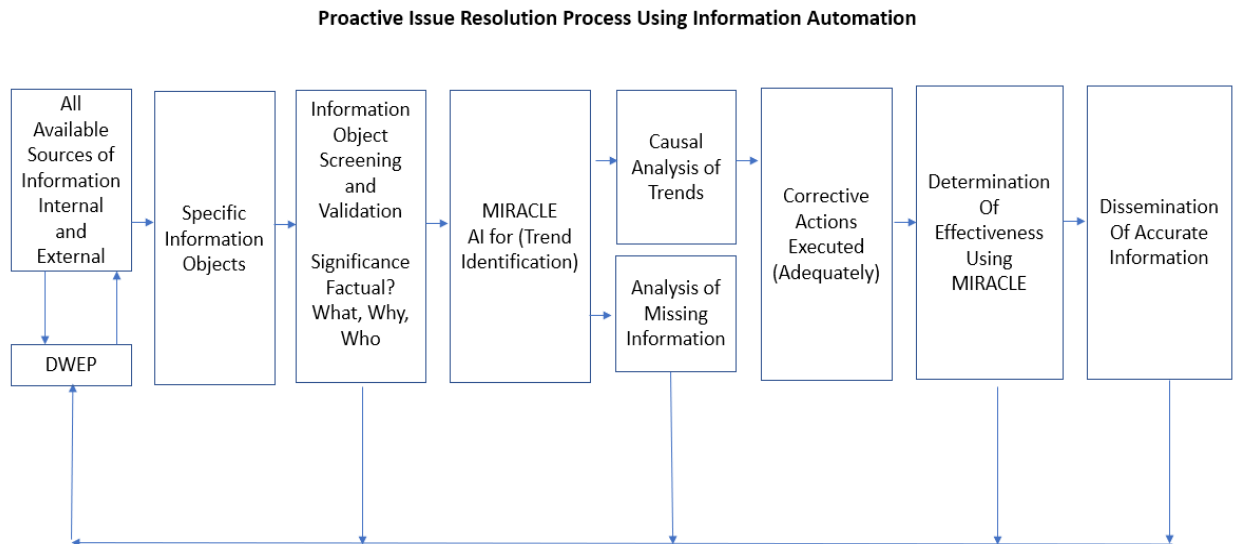 Proactive Issue Resolution Process Using Information Automation
All
Available
Sources of
Information
Internal
and
External
DWEP
Specific
Information
Objects
Information
Object
Screening
and
Validation
Significance
Factual?
What, Why,
Who
MIRACLE
AI for (Trend
Identification)
Causal
Analysis of
Trends
Analysis of
Missing
Information
Corrective
Actions
Executed
(Adequately)
Determination
Of
Effectiveness
Using
MIRACLE
Dissemination
Of Accurate
Information